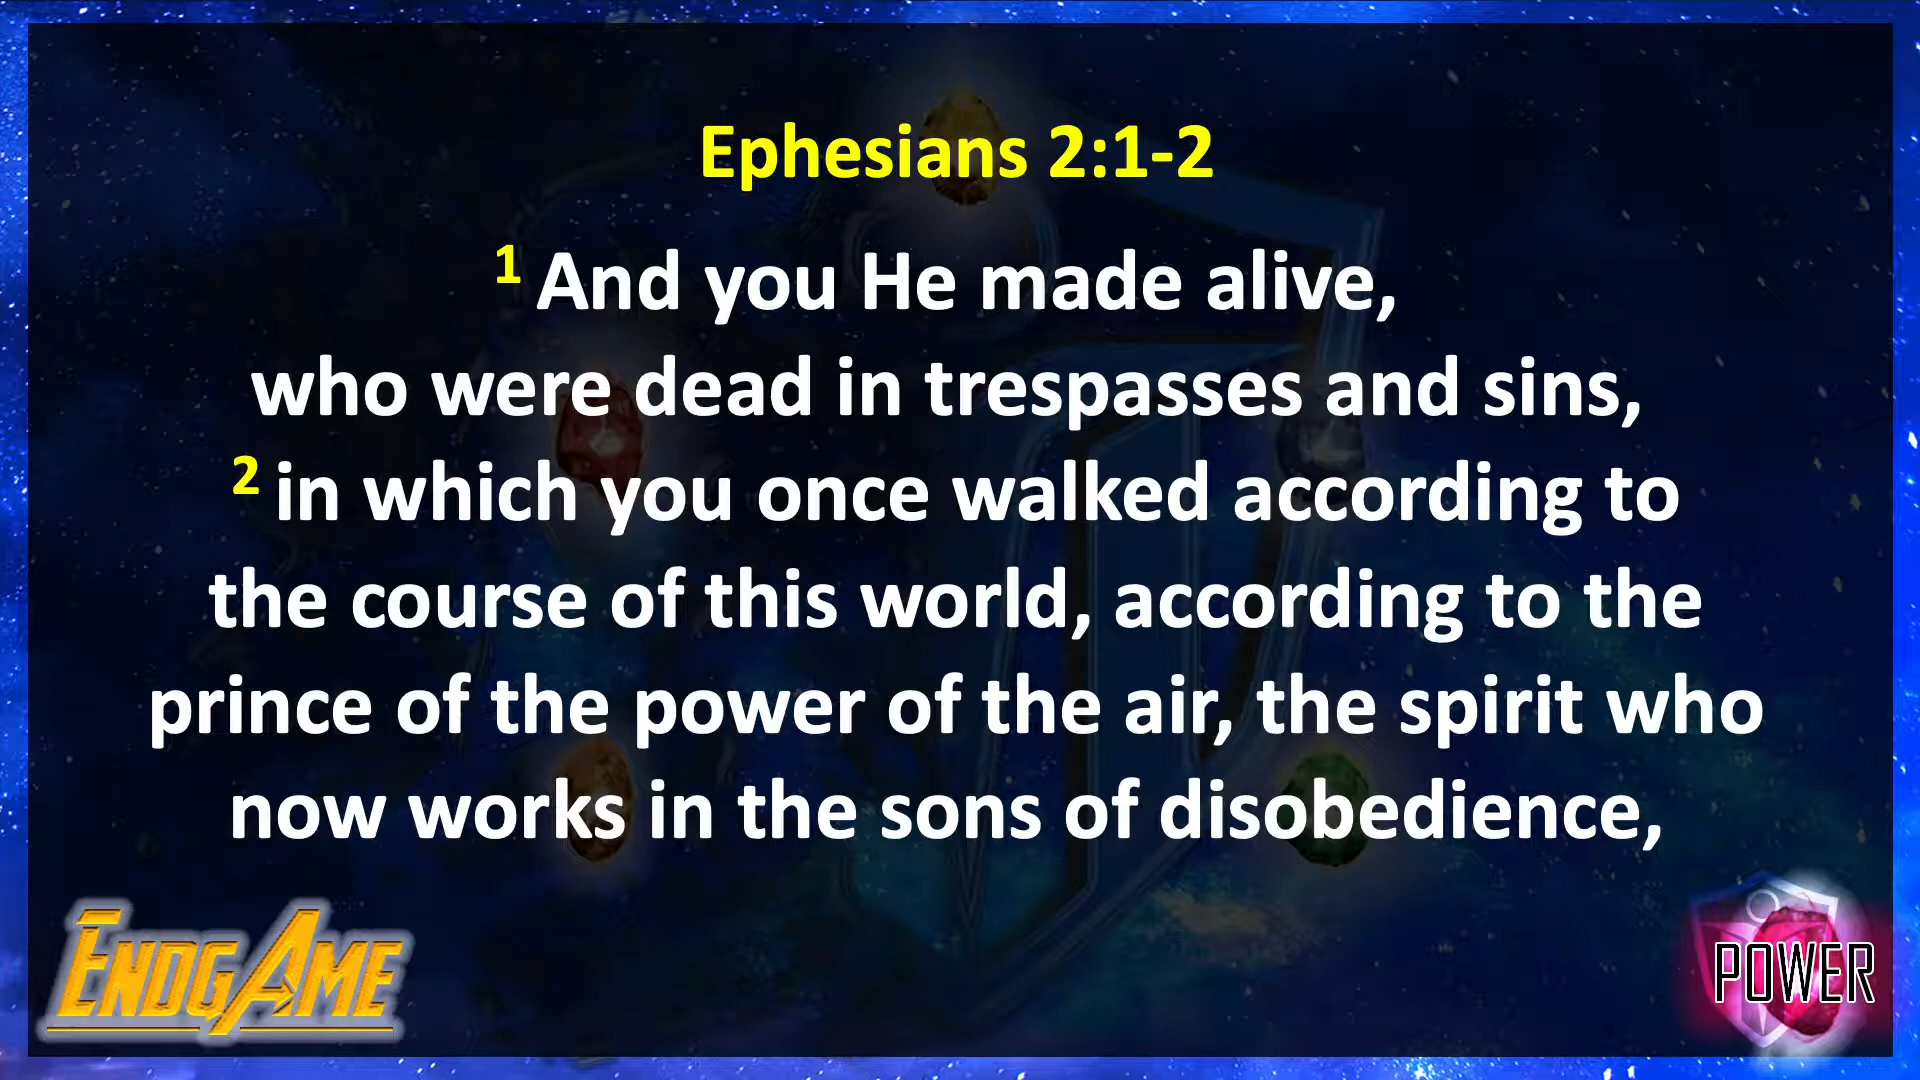 Ephesians 2:1-2
1 And you He made alive,
who were dead in trespasses and sins,
2 in which you once walked according to
the course of this world, according to the
prince of the power of the air, the spirit who
now works in the sons of disobedience,
ENDGAME
POWER